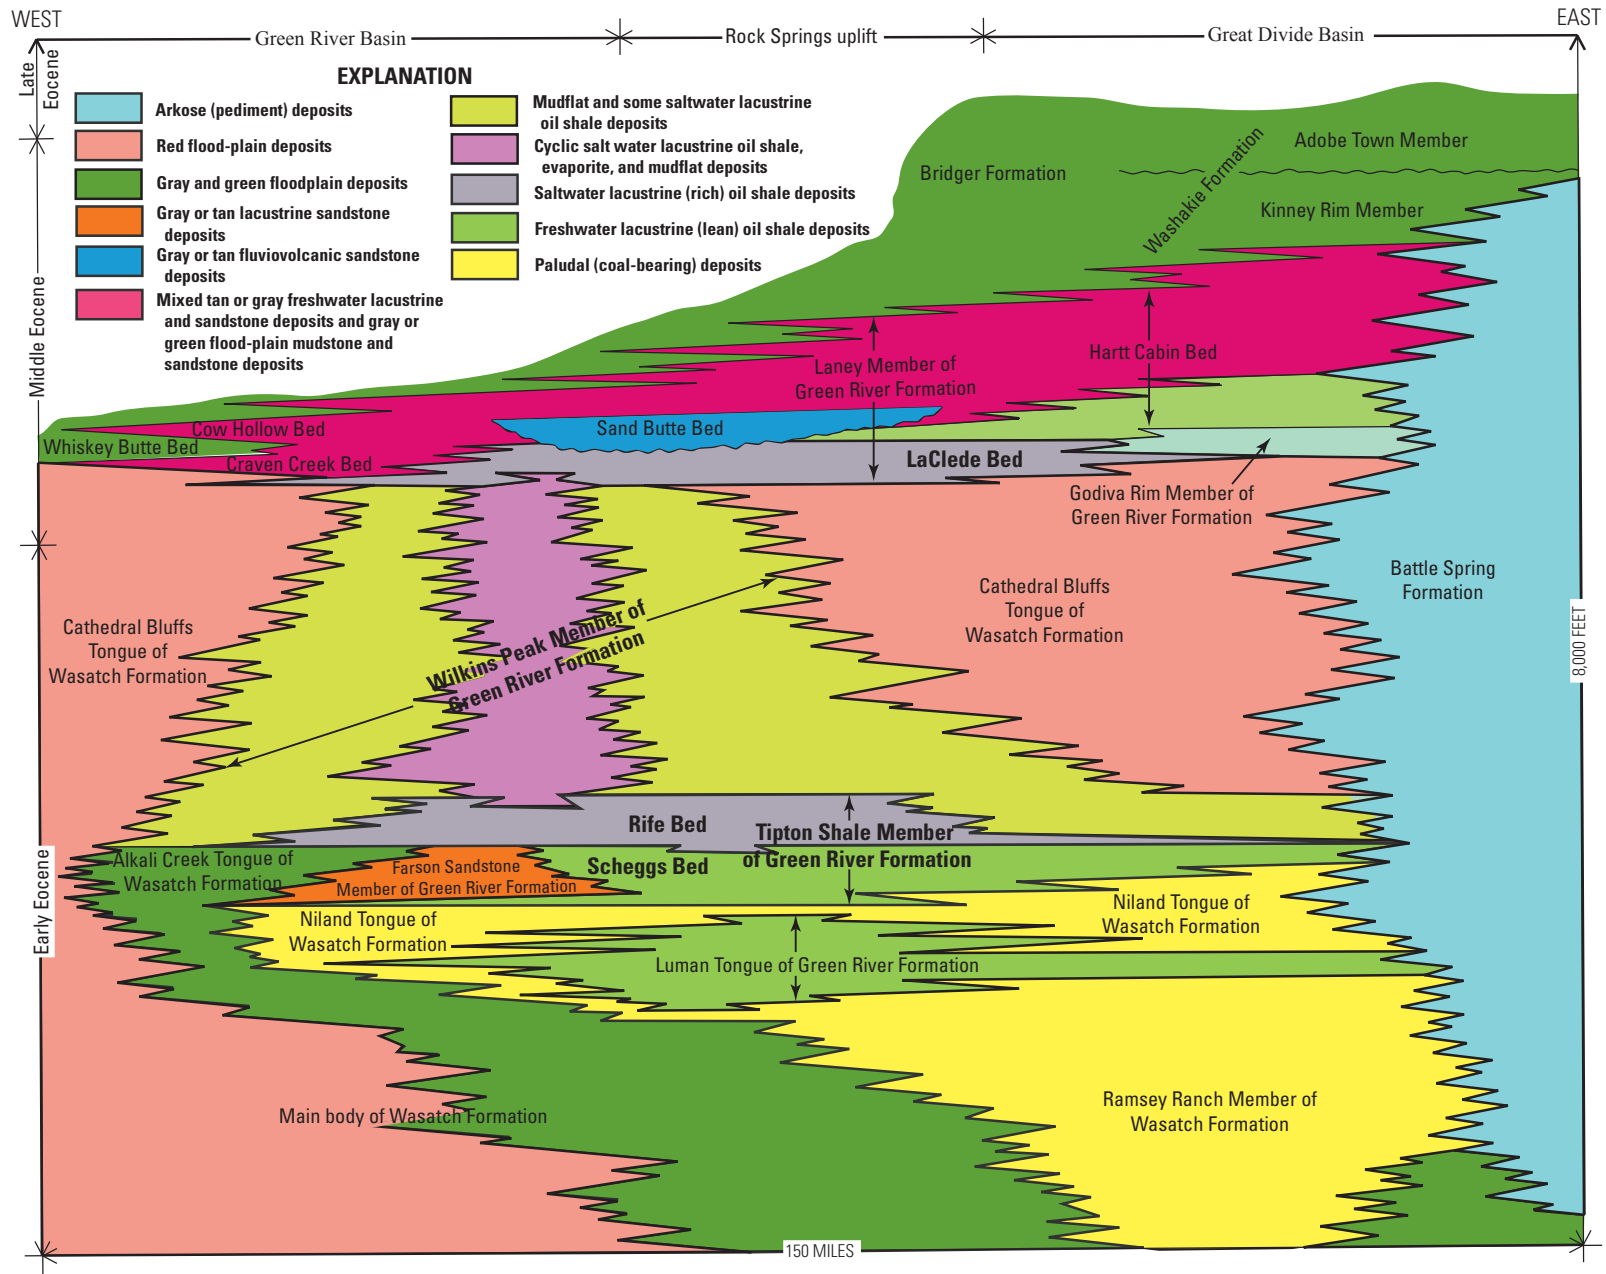 WEST
EAST
Green River Basin
Rock Springs uplift
Great Divide Basin
Late
Eocene
Middle Eocene
Early Eocene
EXPLANATION
Arkose (pediment) deposits
Red flood-plain deposits
Gray and green floodplain deposits
Gray or tan lacustrine sandstone
deposits
Gray or tan fluviovolcanic sandstone
deposits
Mixed tan or gray freshwater lacustrine
and sandstone deposits and gray or
green flood-plain mudstone and
sandstone deposits
Mudflat and some saltwater lacustrine
oil shale deposits
Cyclic salt water lacustrine oil shale,
evaporite, and mudflat deposits
Saltwater lacustrine (rich) oil shale deposits
Freshwater lacustrine (lean) oil shale deposits
Paludal (coal-bearing) deposits
Bridger Formation
Washakie Formation
Adobe Town Member
Kinney Rim Member
Laney Member of
Green River Formation
Hartt Cabin Bed
Cow Hollow Bed
Whiskey Butte Bed
Craven Creek Bed
Sand Butte Bed
LaClede Bed
Godiva Rim Member of
Green River Formation
Cathedral Bluffs
Tongue of
Wasatch Formation
Wilkins Peak Member of
Green River Formation
Cathedral Bluffs
Tongue of
Wasatch Formation
Battle Spring
Formation
8,000 FEET
Rife Bed
Tipton Shale Member
of Green River Formation
Scheggs Bed
Alkali Creek Tongue of
Wasatch Formation
Farson Sandstone
Member of Green River Formation
Niland Tongue of
Wasatch Formation
Niland Tongue of
Wasatch Formation
Luman Tongue of Green River Formation
Main body of Wasatch Formation
Ramsey Ranch Member of
Wasatch Formation
150 MILES